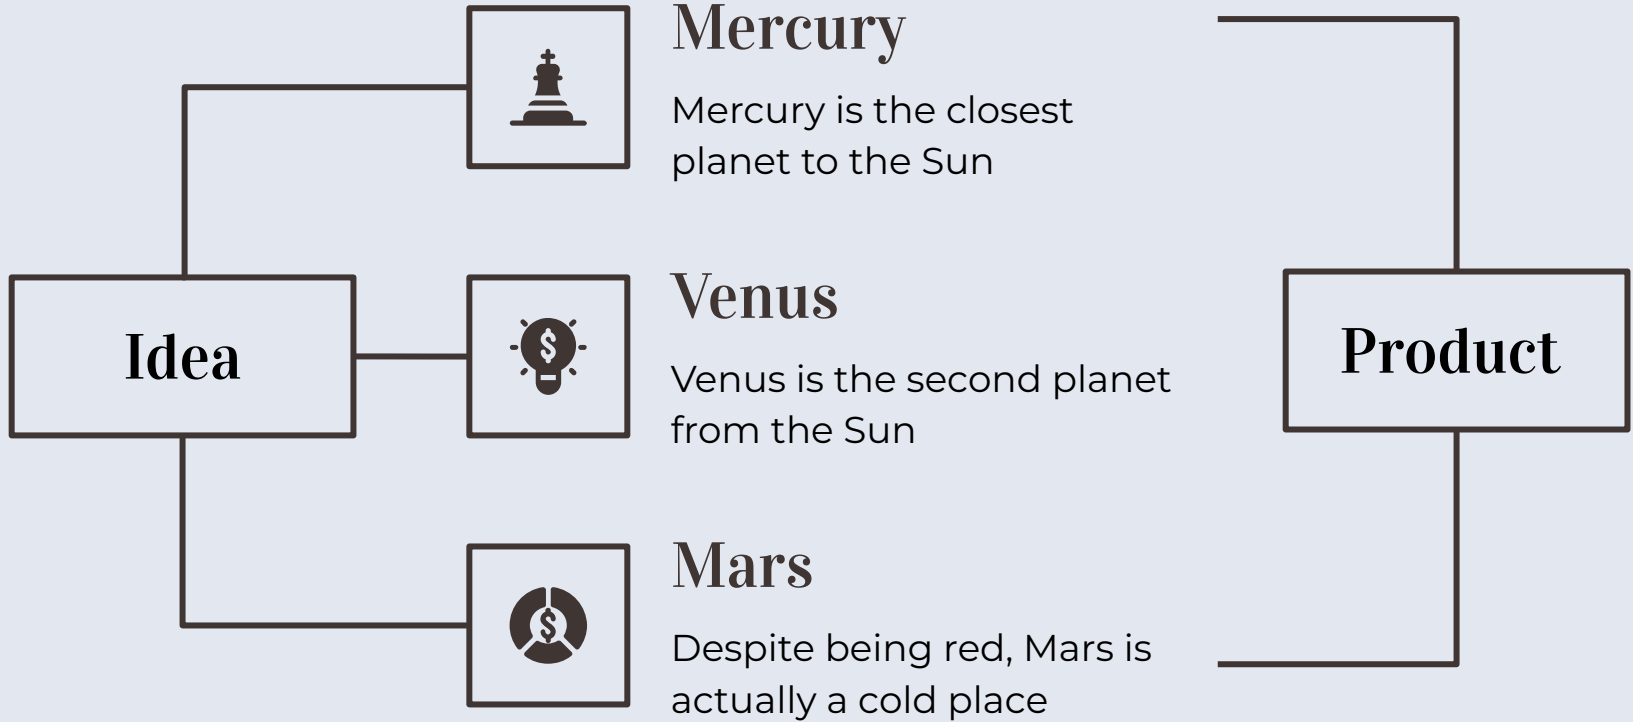 Mercury
Mercury is the closest
planet to the Sun
Idea
Venus
Venus is the second planet
from the Sun
Product
Mars
Despite being red, Mars is
actually a cold place